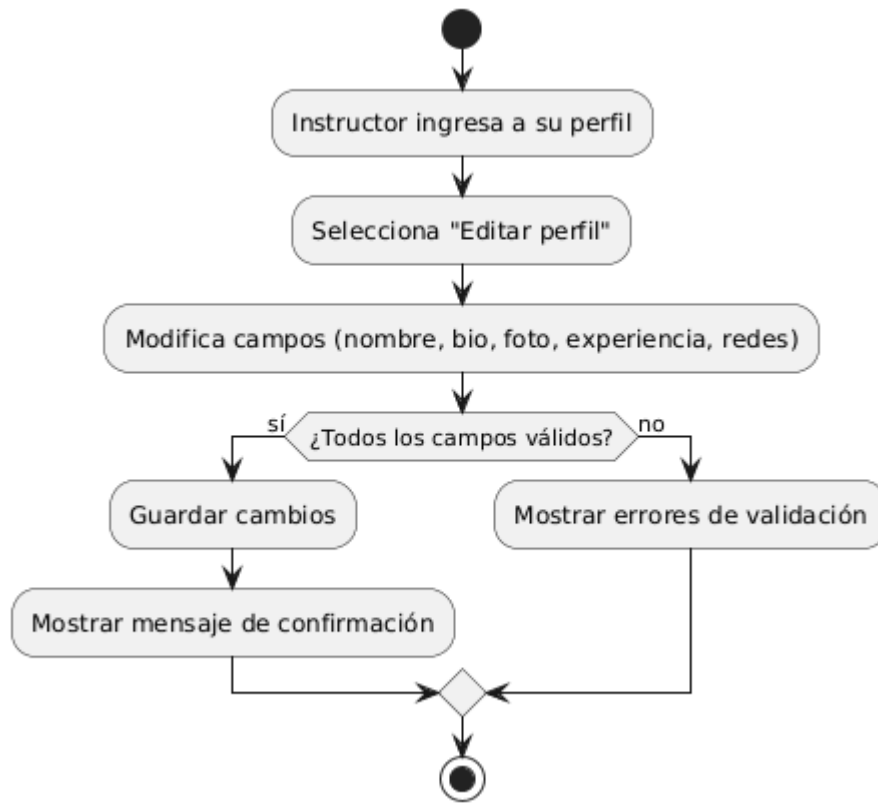 Instructor ingresa a su perfil
Selecciona "Editar perfil"
Modifica campos (nombre, bio, foto, experiencia, redes)
sí
¿Todos los campos válidos?
no
Guardar cambios
Mostrar errores de validación
Mostrar mensaje de confirmación